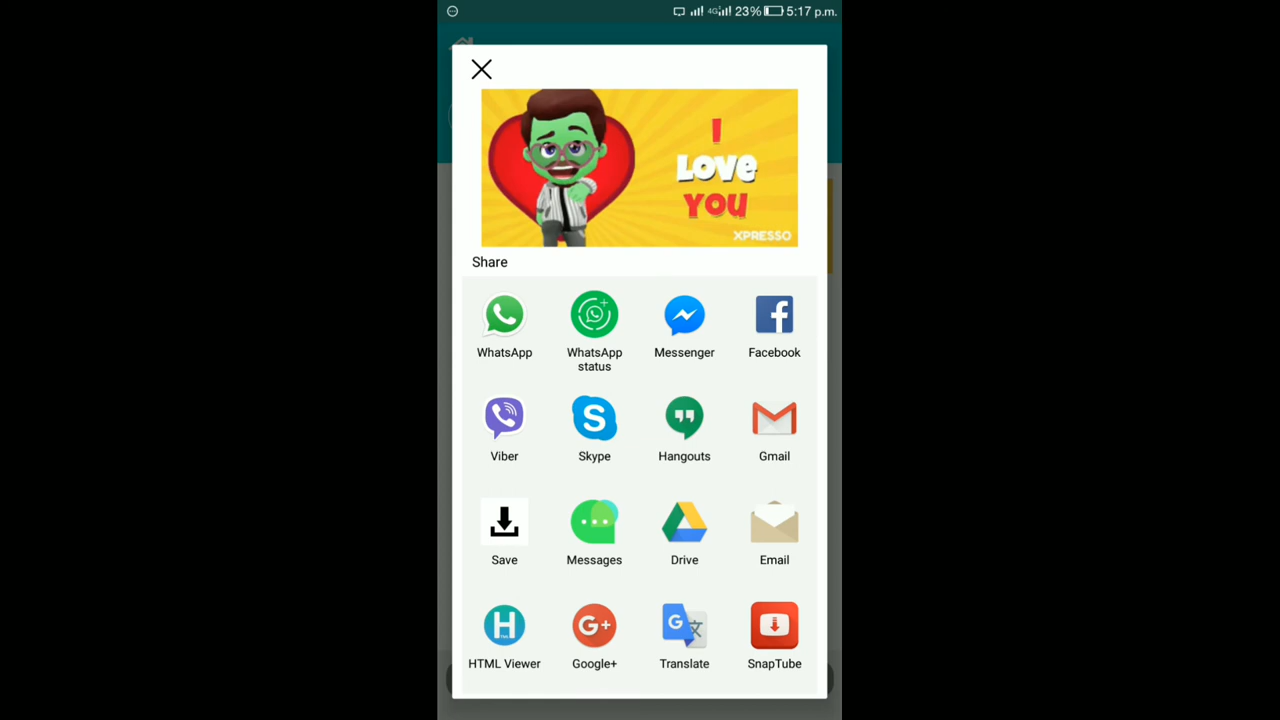 4G 23% 5:17 p.m.
I
LOVE
YOU
XPRESSO
Share
WhatsApp
WhatsApp status
Messenger
Facebook
Viber
Skype
Hangouts
Gmail
Save
Messages
Drive
Email
HTML Viewer
Google+
Translate
SnapTube